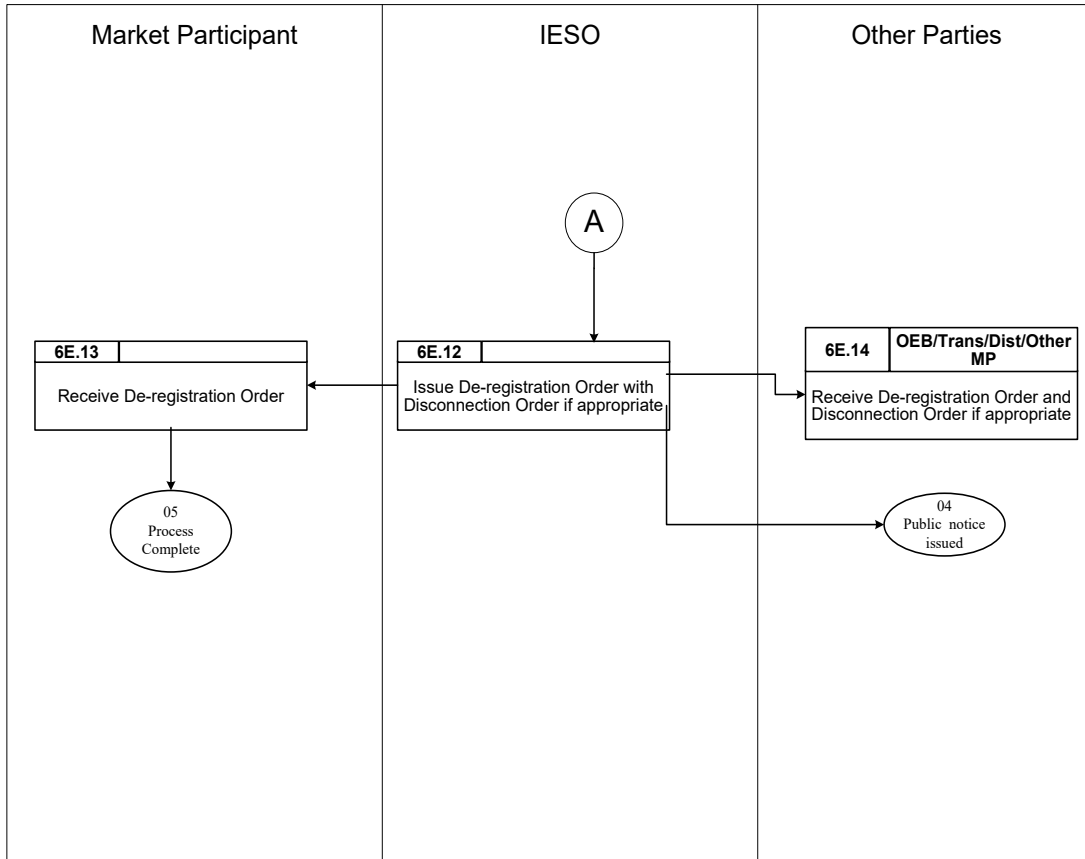 Market Participant
IESO
Other Parties
A
6E.13
Receive De-registration Order
6E.12
Issue De-registration Order with
Disconnection Order if appropriate
6E.14
OEB/Trans/Dist/Other
MP
Receive De-registration Order and
Disconnection Order if appropriate
05
Process
Complete
04
Public notice
issued